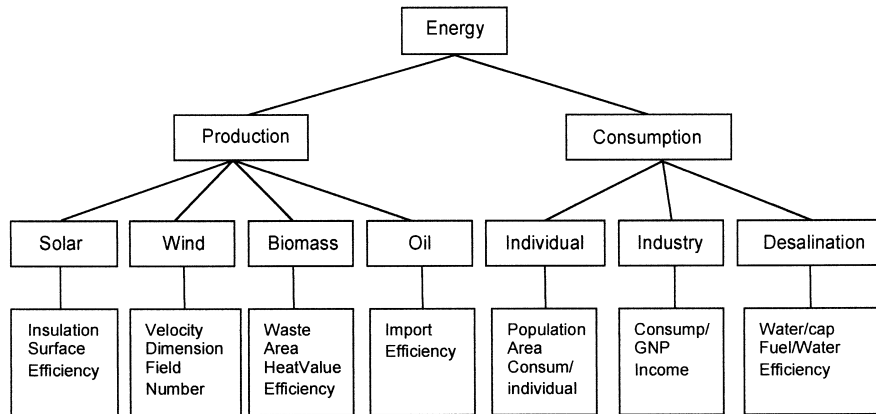 Energy
Production
Consumption
Solar
Wind
Biomass
Oil
Individual
Industry
Desalination
Insulation
Surface
Efficiency
Velocity
Dimension
Field
Number
Waste
Area
HeatValue
Efficiency
Import
Efficiency
Population
Area
Consum/
individual
Consump/
GNP
Income
Water/cap
Fuel/Water
Efficiency